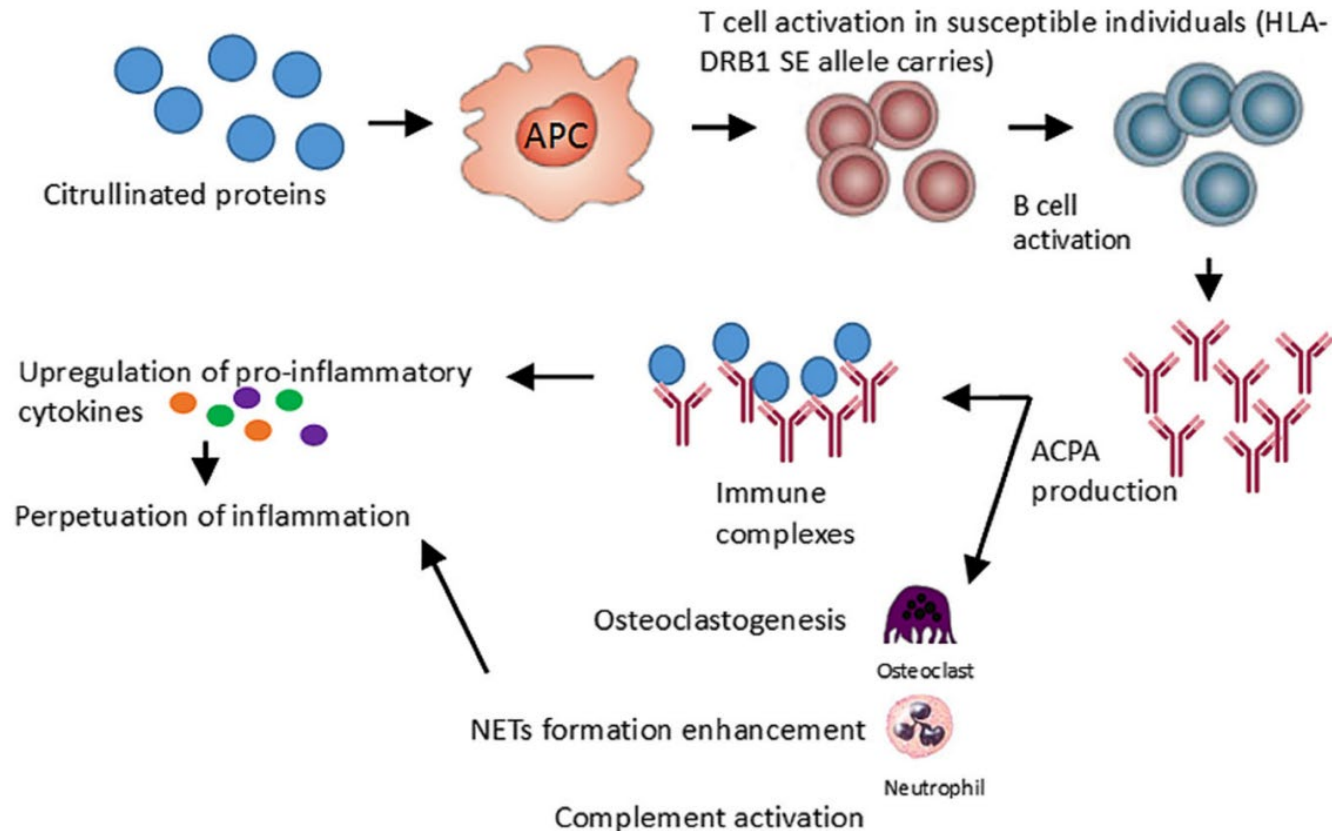 T cell activation in susceptible individuals (HLA-
DRB1 SE allele carries)
APC
Citrullinated proteins
B cell
activation
Upregulation of pro-inflammatory
cytokines
Immune
complexes
ACPA
production
Perpetuation of inflammation
Osteoclastogenesis
Osteoclast
NETs formation enhancement
Neutrophil
Complement activation